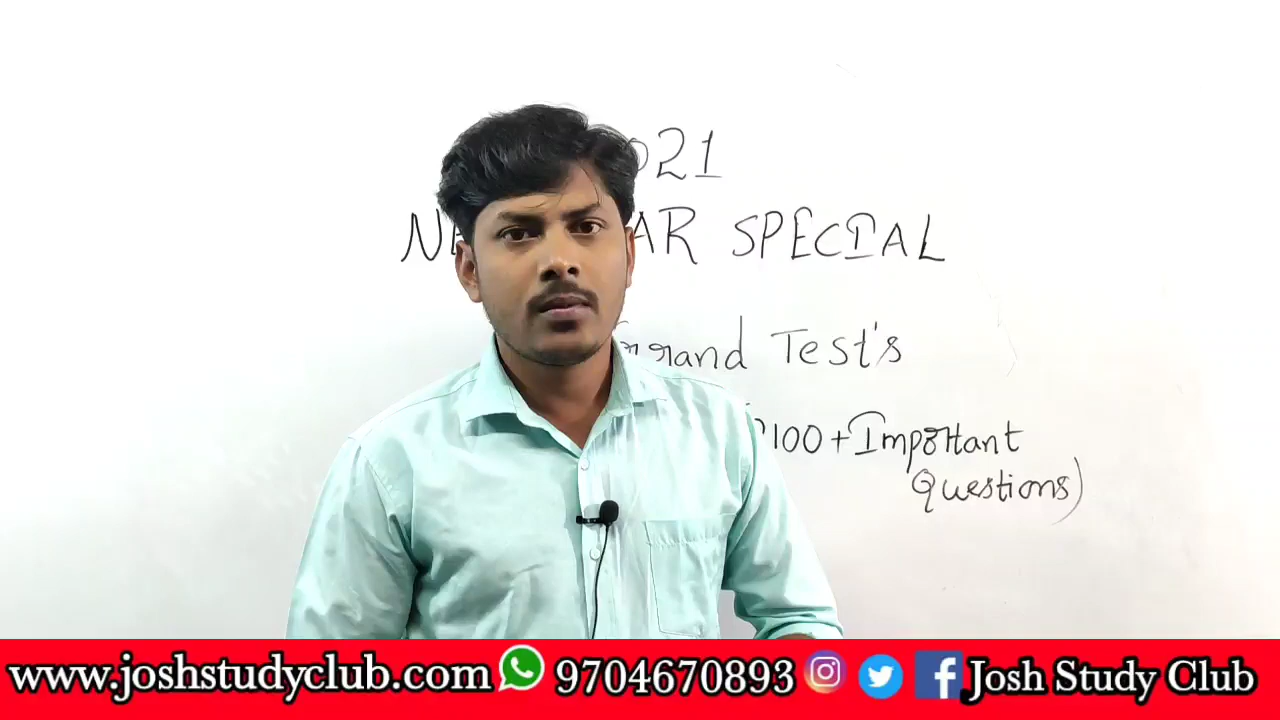 021
AR SPECIAL
rand Test's
100 + Important
Questions)
www.joshstudyclub.com 9704670893 Josh Study Club